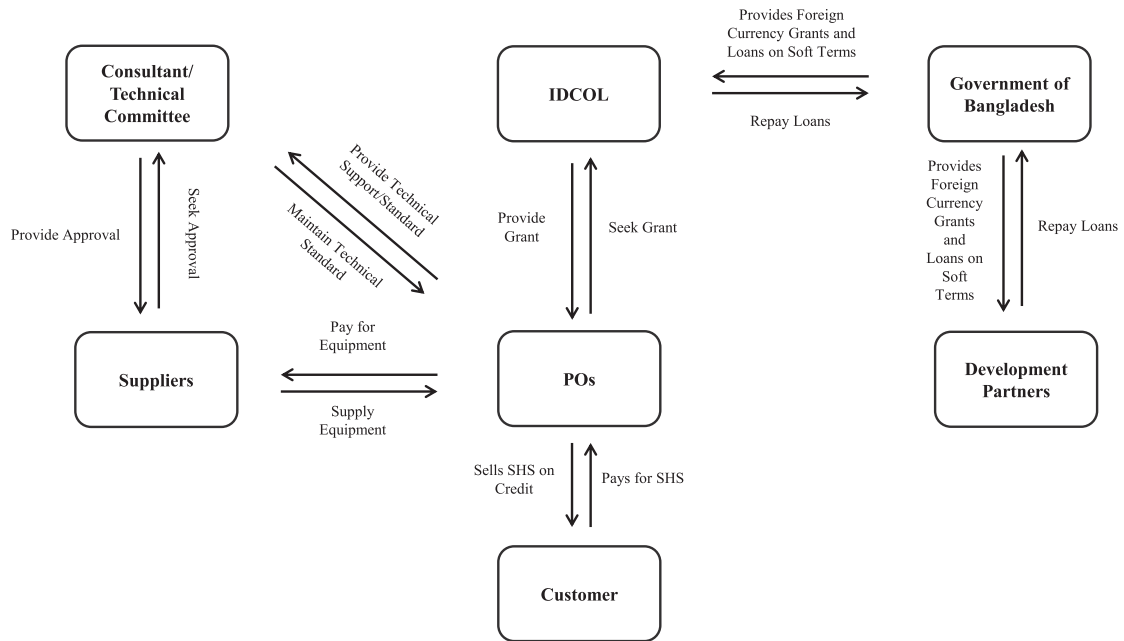 Provides Foreign
Currency Grants and
Loans on Soft Terms
Consultant/
Technical
Committee
IDCOL
Government of
Bangladesh
Repay Loans
Provide Technical
Support/Standard
Maintain Technical
Standard
Provide Approval
Seek Approval
Provide
Grant
Seek Grant
Provides
Foreign
Currency
Grants
and
Loans on
Soft
Terms
Repay Loans
Pay for
Equipment
Suppliers
POs
Development
Partners
Supply
Equipment
Sells SHS on
Credit
Pays for SHS
Customer